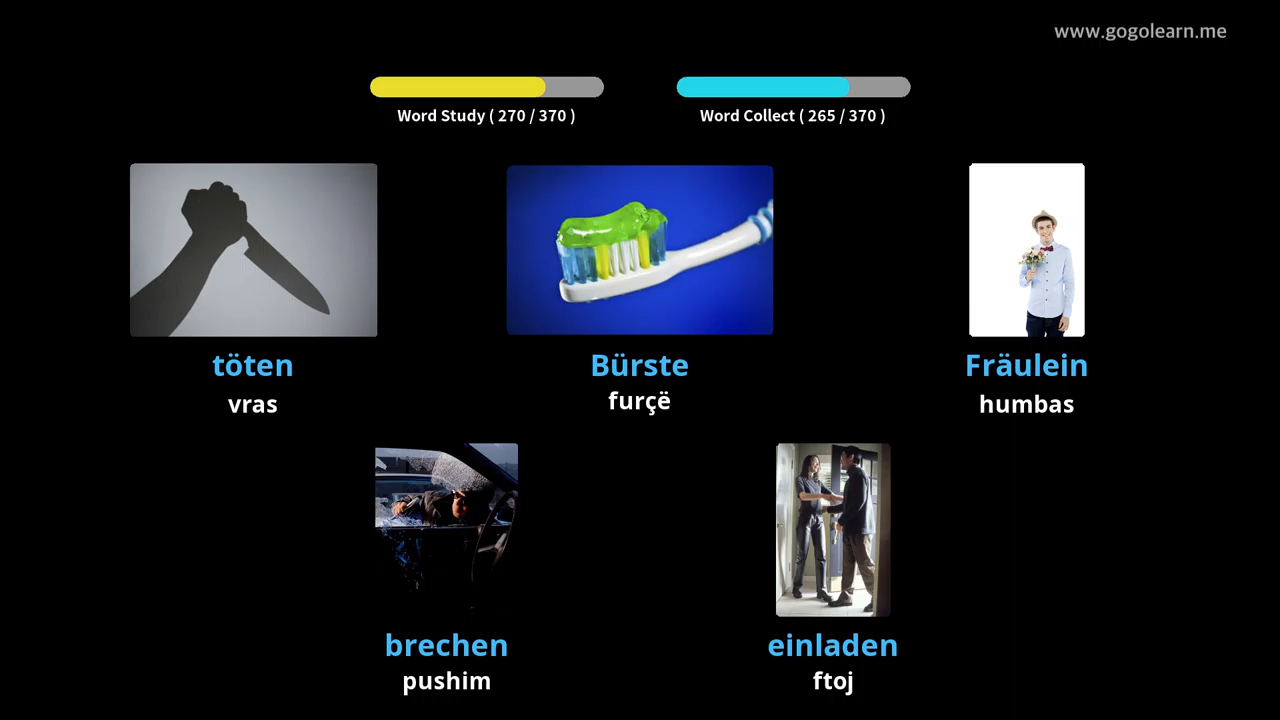 www.gogolearn.me
Word Study ( 270 / 370 )
Word Collect ( 265 / 370 )
töten
vras
Bürste
furçë
Fräulein
humbas
brechen
pushim
einladen
ftoj